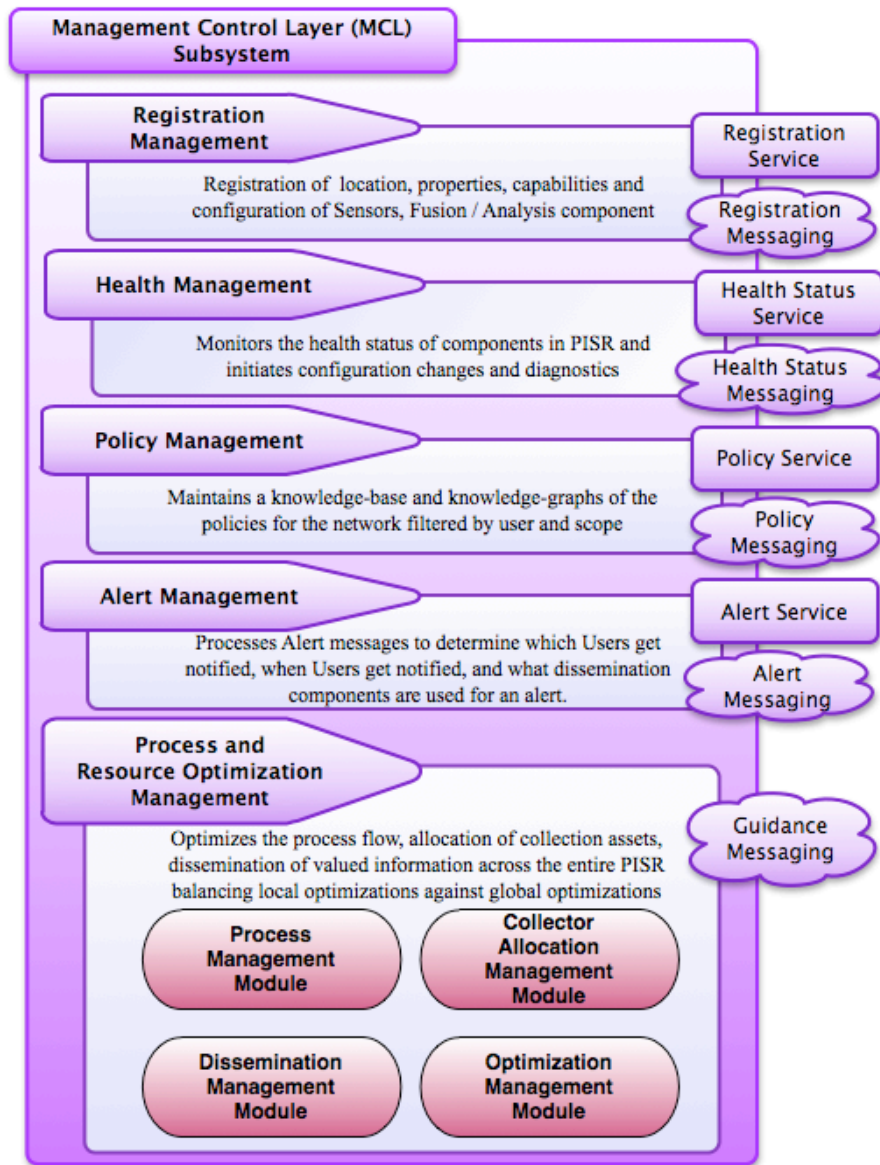 Management Control Layer (MCL)
Subsystem
Registration
Management
Registration
Service
Registration of location, properties, capabilities and
configuration of Sensors, Fusion / Analysis component
Registration
Messaging
Health Management
Health Status
Service
Monitors the health status of components in PISR and
initiates configuration changes and diagnostics
Health Status
Messaging
Policy Management
Policy Service
Maintains a knowledge-base and knowledge-graphs of the
policies for the network filtered by user and scope
Policy
Messaging
Alert Management
Alert Service
Processes Alert messages to determine which Users get
notified, when Users get notified, and what dissemination
components are used for an alert.
Alert
Messaging
Process and
Resource Optimization
Management
Guidance
Messaging
Optimizes the process flow, allocation of collection assets,
dissemination of valued information across the entire PISR
balancing local optimizations against global optimizations
Process
Management
Module
Collector
Allocation
Management
Module
Dissemination
Management
Module
Optimization
Management
Module